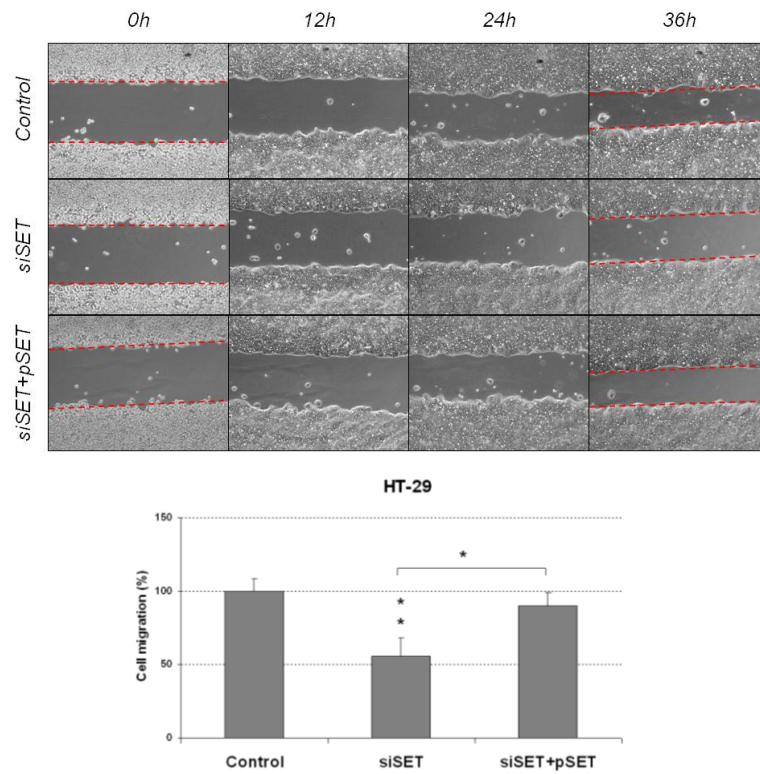 0h 12h 24h 36h
Control
siSET
siSET+pSET
HT-29
Cell migration (%)
150
100
50
0
*
*
*
Control siSET siSET+pSET